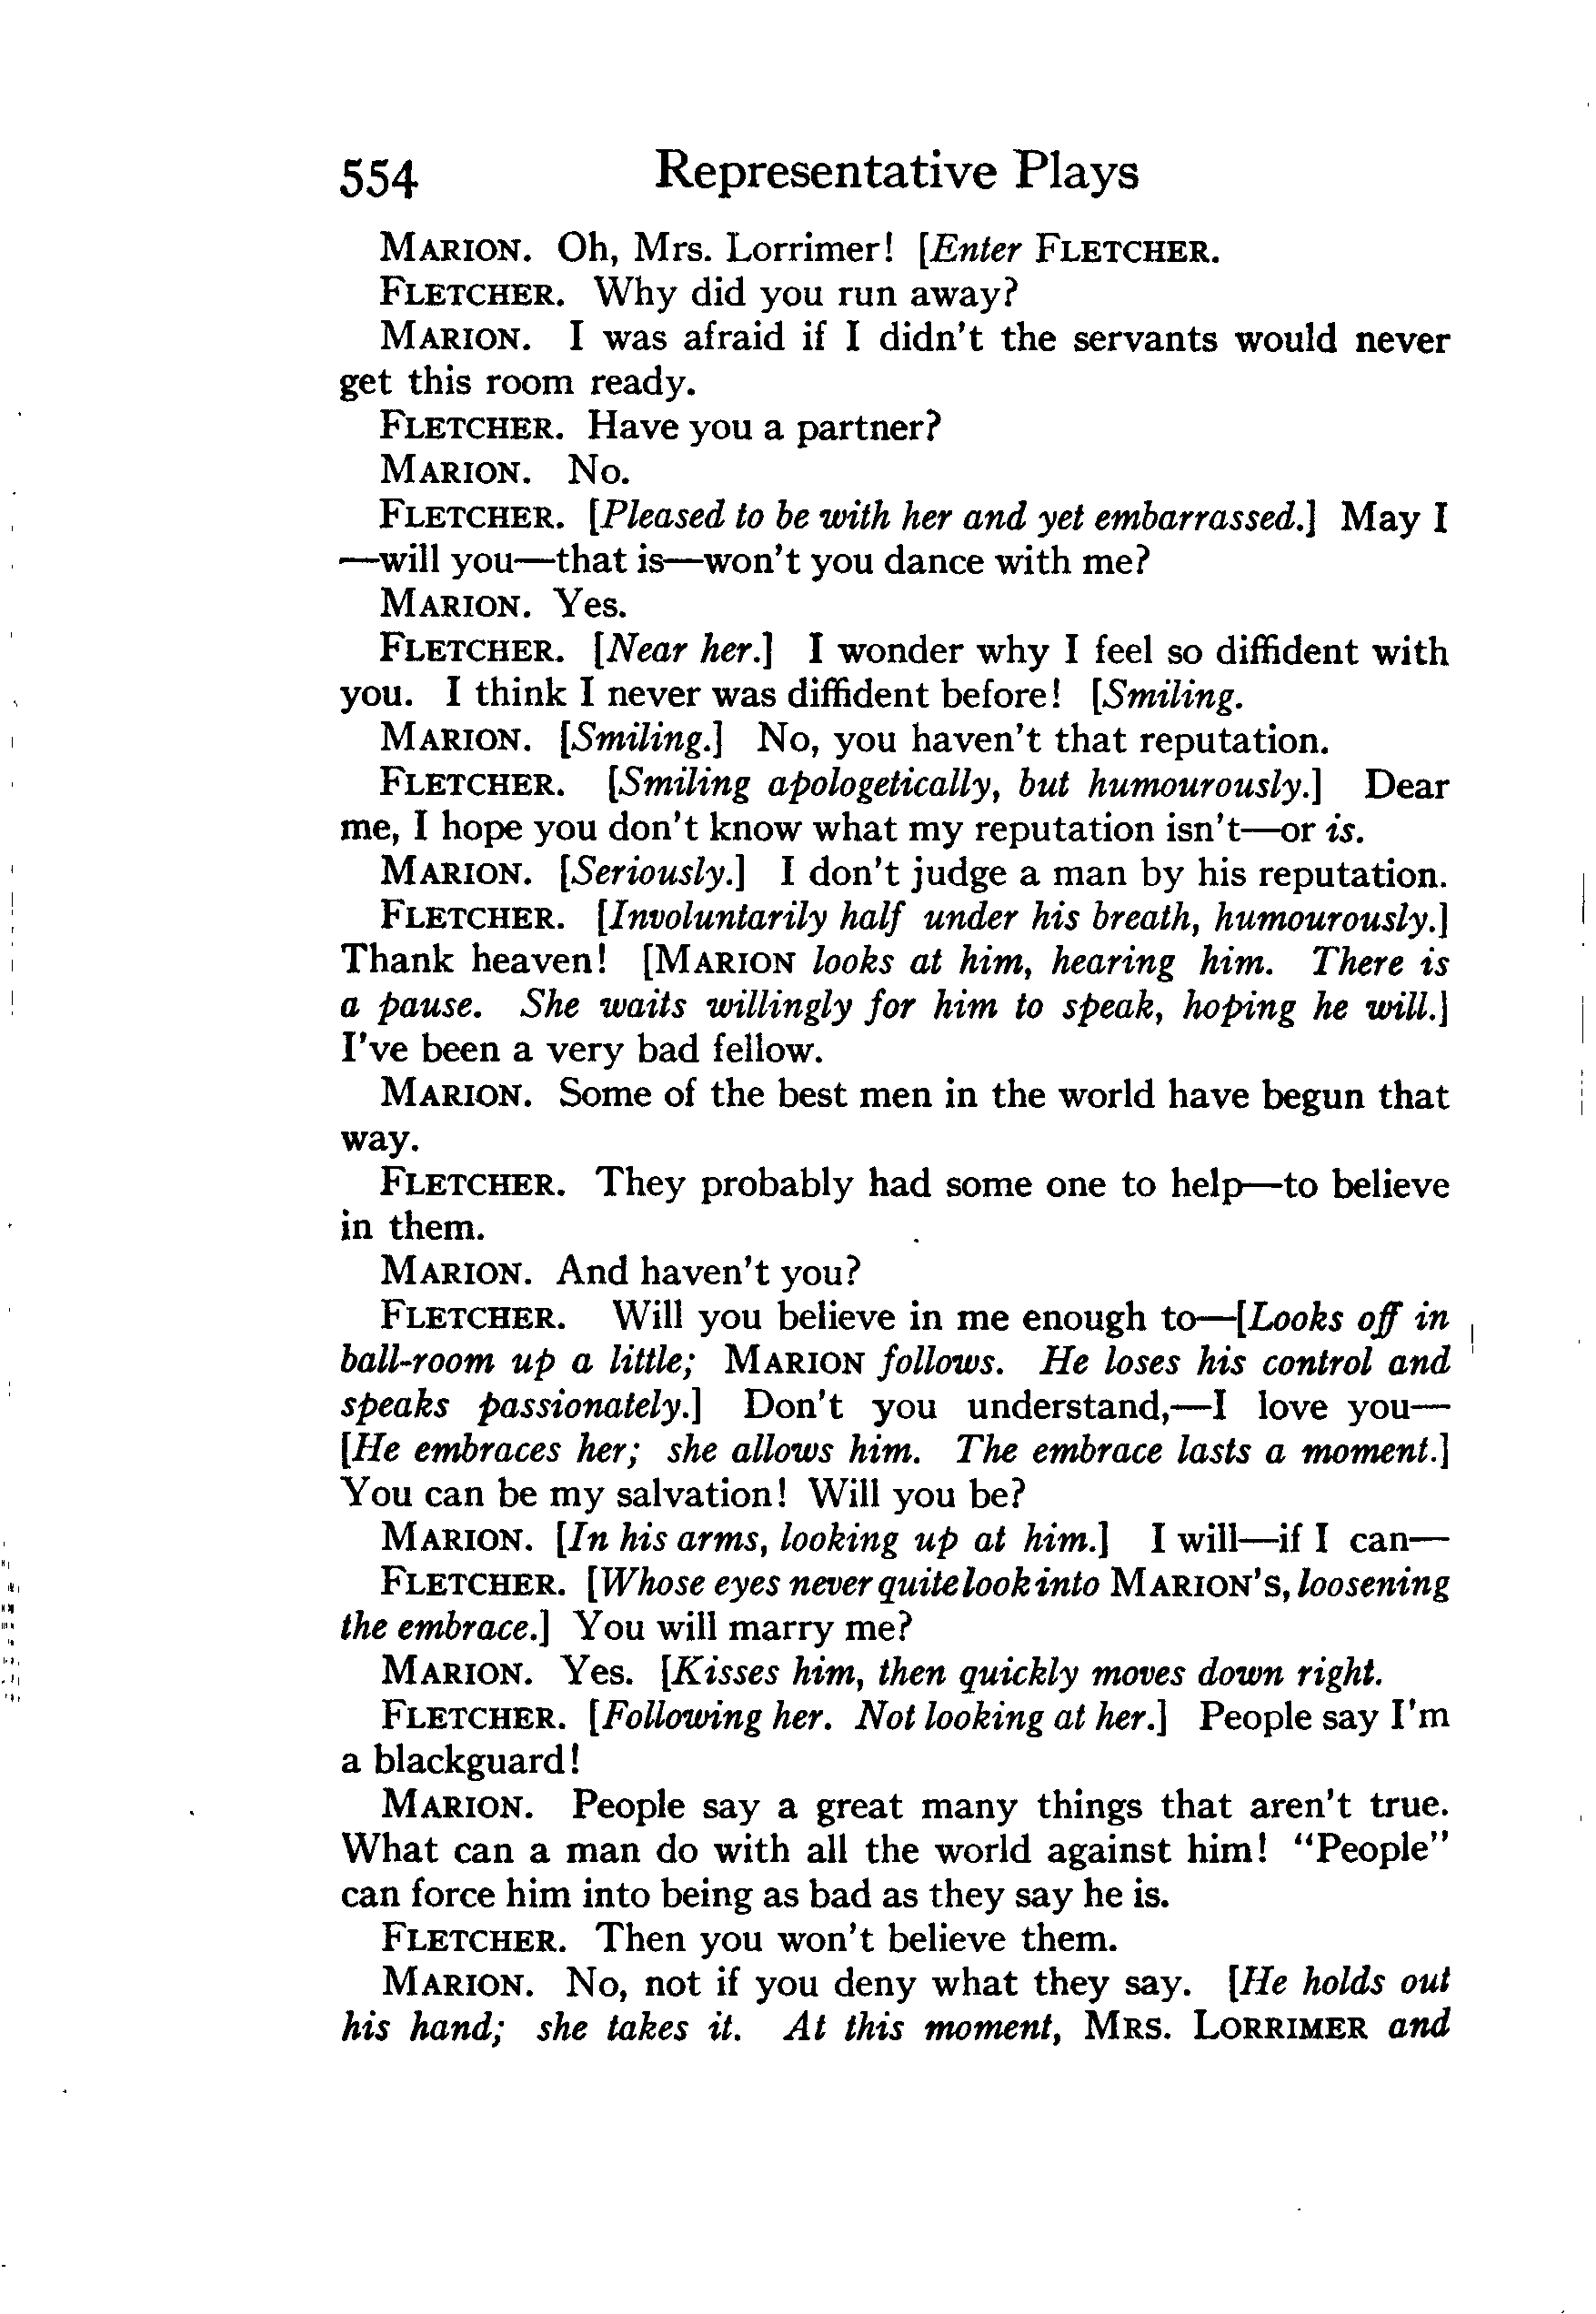 554 Representative Plays
MARION. Oh, Mrs. Lorrimer! [Enter FLETCHER.
FLETCHER. Why did you run away?
MARION. I was afraid if I didn't the servants would never
get this room ready.
FLETCHER. Have you a partner?
MARION. No.
FLETCHER. [Pleased to be with her and yet embarrassed.] May I
—will you—that is—won't you dance with me?
MARION. Yes.
FLETCHER. [Near her.] I wonder why I feel so diffident with
you. I think I never was diffident before! [Smiling.
MARION. [Smiling.] No, you haven't that reputation.
FLETCHER. [Smiling apologetically, but humourously.] Dear
me, I hope you don't know what my reputation isn't—or is.
MARION. [Seriously.] I don't judge a man by his reputation.
FLETCHER. [Involuntarily half under his breath, humourously.]
Thank heaven! [MARION looks at him, hearing him. There is
a pause. She waits willingly for him to speak, hoping he will.]
I've been a very bad fellow.
MARION. Some of the best men in the world have begun that
way.
FLETCHER. They probably had some one to help—to believe
in them.
MARION. And haven't you?
FLETCHER. Will you believe in me enough to—[Looks off in
ball-room up a little; MARION follows. He loses his control and
speaks passionately.] Don't you understand,—I love you—
[He embraces her; she allows him. The embrace lasts a moment.]
You can be my salvation! Will you be?
MARION. [In his arms, looking up at him.] I will—if I can—
FLETCHER. [Whose eyes never quite look into MARION'S, loosening
the embrace.] You will marry me?
MARION. Yes. [Kisses him, then quickly moves down right.
FLETCHER. [Following her. Not looking at her.] People say I'm
a blackguard!
MARION. People say a great many things that aren't true.
What can a man do with all the world against him! "People"
can force him into being as bad as they say he is.
FLETCHER. Then you won't believe them.
MARION. No, not if you deny what they say. [He holds out
his hand; she takes it. At this moment, MRS. LORRIMER and